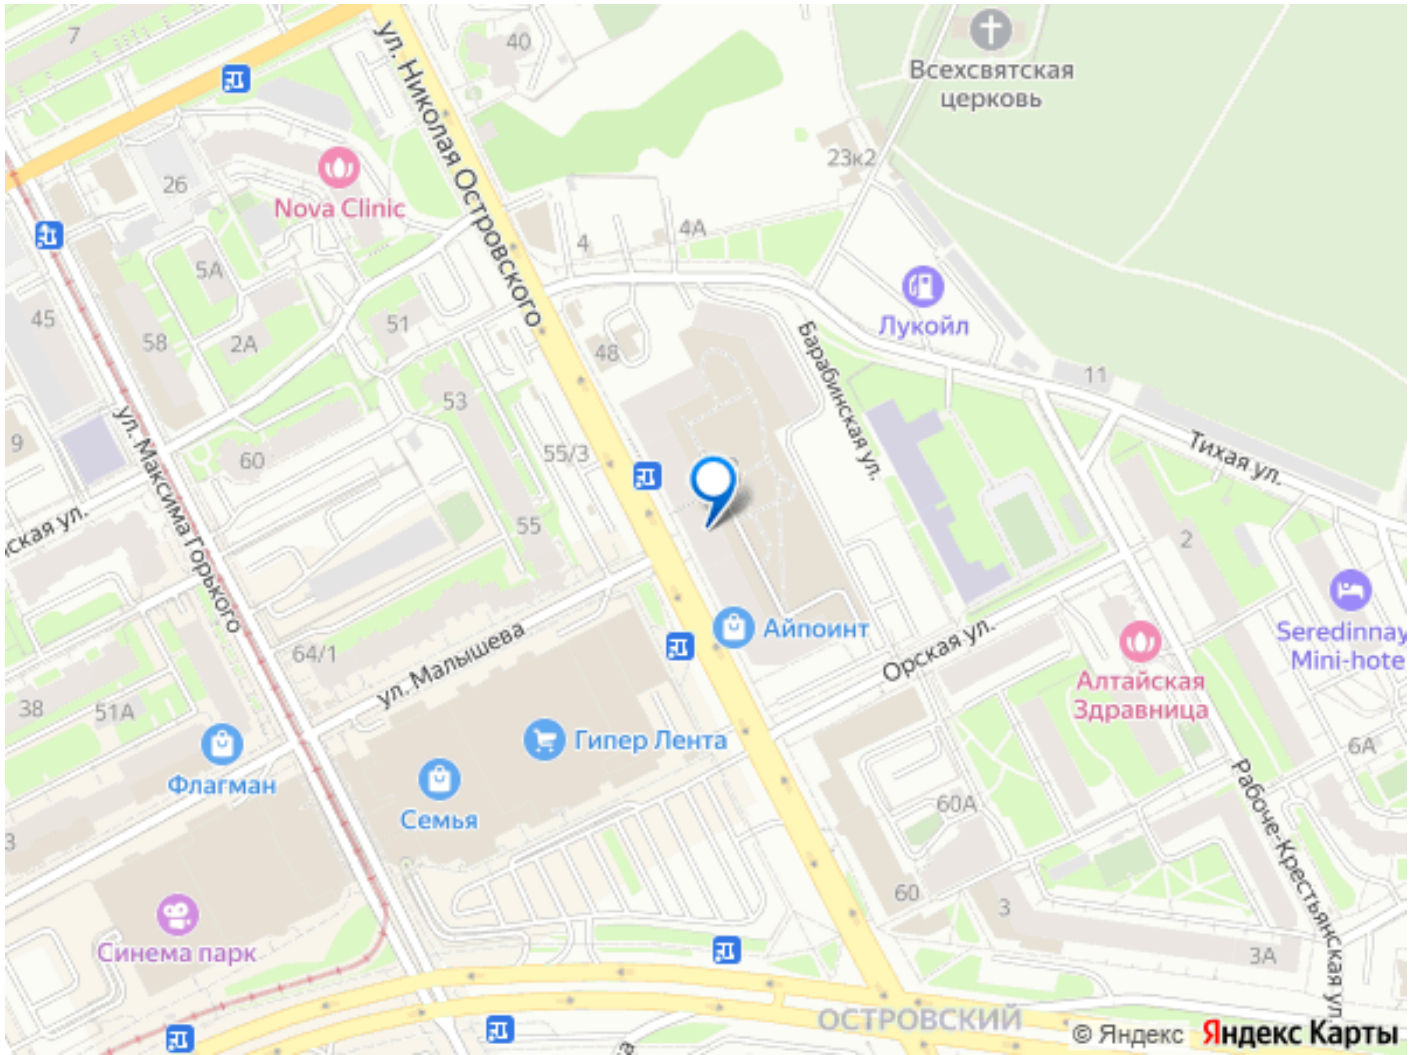 7
40
Всехсвятская
церковь
ул. Николая Островского
23к2
26
Nova Clinic
4
4А
5А
Лукойл
45
58
2А
51
48
Барабинская ул.
11
53
ул. Максима Горького
9
60
55/3
Тихая ул.
ская ул.
55
2
Айпоинт
Seredinnay
Mini-hote
64/1
ул. Малышева
Орская ул.
Алтайская
Здравница
38
51А
Гипер Лента
Флагман
Семья
6А
Рабоче-Крестьянская ул.
60А
3
60
3
Синема парк
3А
ОСТРОВСКИЙ
© Яндекс Яндекс Карты